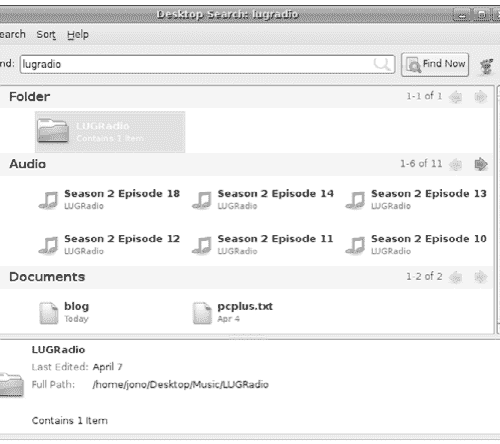 Desktop Search: lugradio
earch Sort Help
nd: lugradio Find Now
Folder 1-1 of 1
LUGRadio
Contains 1 Item
Audio 1-6 of 11
Season 2 Episode 18 Season 2 Episode 14 Season 2 Episode 13
LUGRadio LUGRadio LUGRadio
Season 2 Episode 12 Season 2 Episode 11 Season 2 Episode 10
LUGRadio LUGRadio LUGRadio
Documents 1-2 of 2
blog pcplus.txt
Today Apr 4
LUGRadio
Last Edited: April 7
Full Path: /home/jono/Desktop/Music/LUGRadio
Contains 1 Item